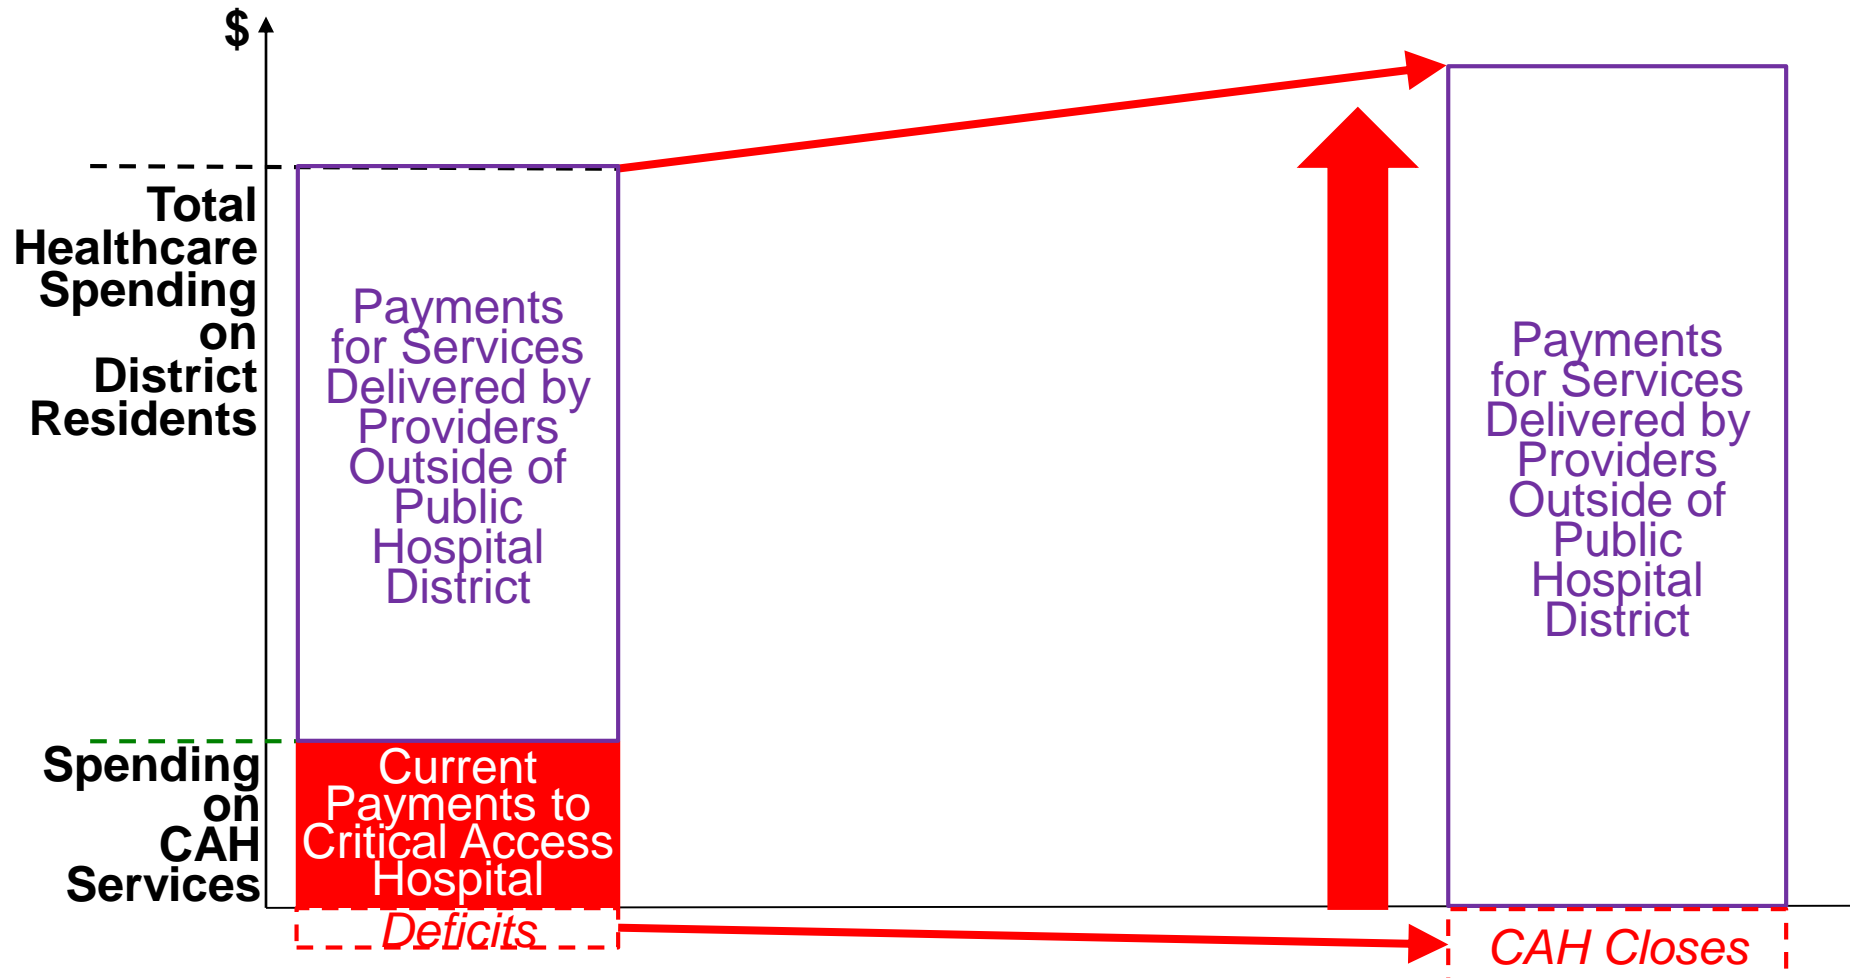 $
Total
Healthcare
Spending
on
District
Residents
Payments
for Services
Delivered by
Providers
Outside of
Public
Hospital
District
Payments
for Services
Delivered by
Providers
Outside of
Public
Hospital
District
Spending
on
CAH
Services
Current
Payments to
Critical Access
Hospital
Deficits
CAH Closes